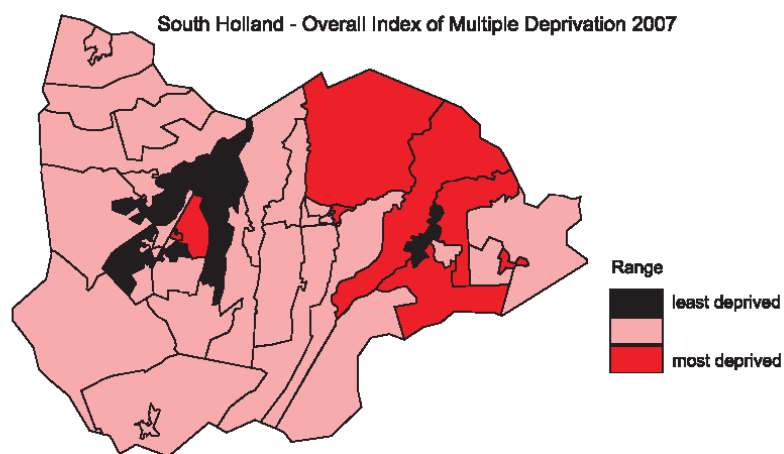 South Holland - Overall Index of Multiple Deprivation 2007
Range
least deprived
most deprived